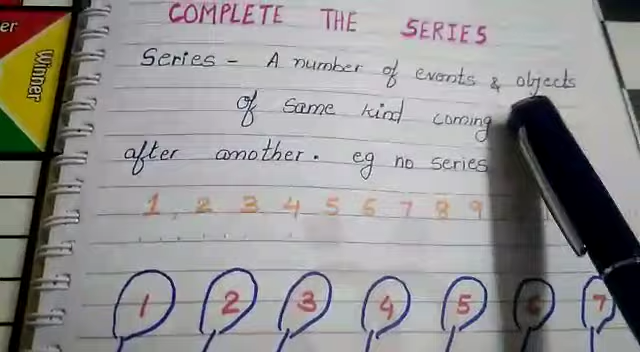 er
Winner
COMPLETE THE SERIES
Series - A number of events & objects
of same kind coming
after another. eg no series
1, 2 3 4 5 6 7 8 9
1 2 3 4 5 6 7